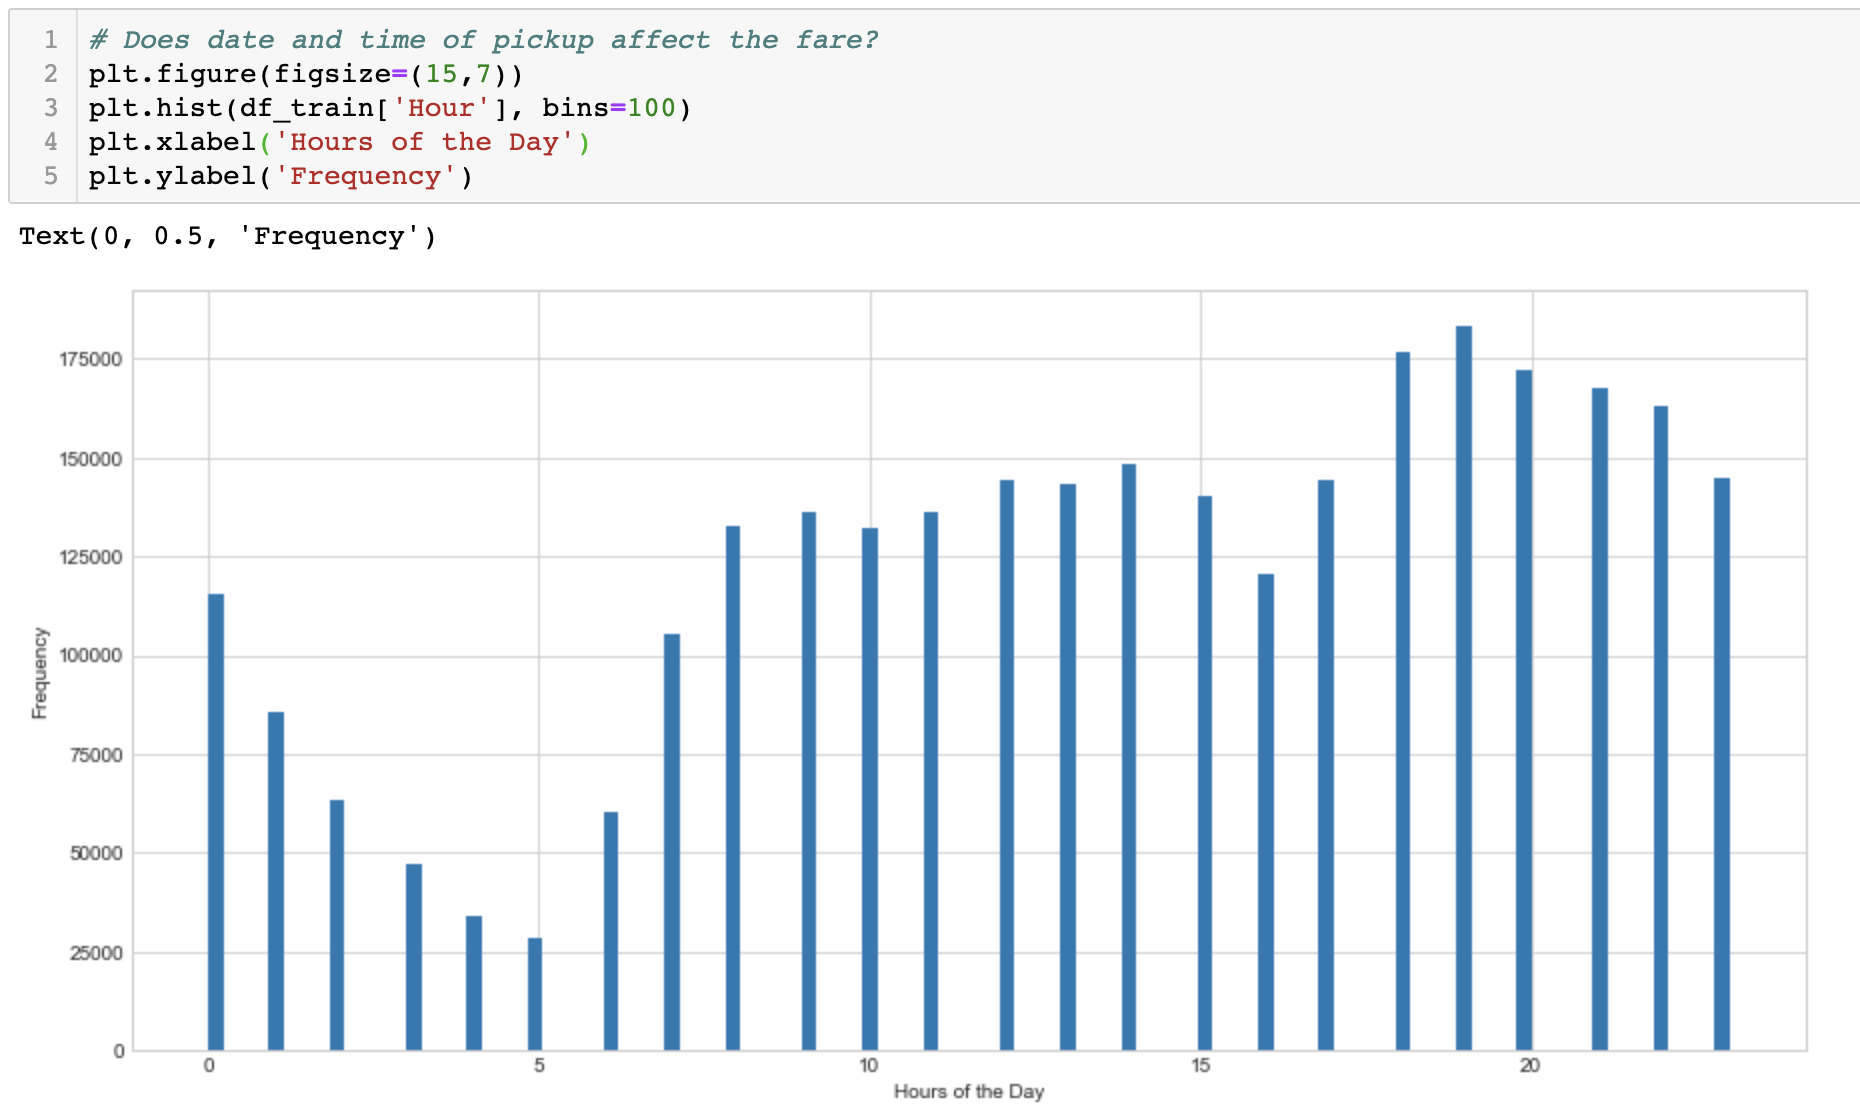 1 # Does date and time of pickup affect the fare?
2 plt.figure(figsize=(15,7))
3 plt.hist(df_train['Hour'], bins=100)
4 plt.xlabel('Hours of the Day')
5 plt.ylabel('Frequency')
Text(0, 0.5, 'Frequency')
175000
150000
125000
100000
75000
50000
25000
0
Frequency
0 5 10 15 20
Hours of the Day